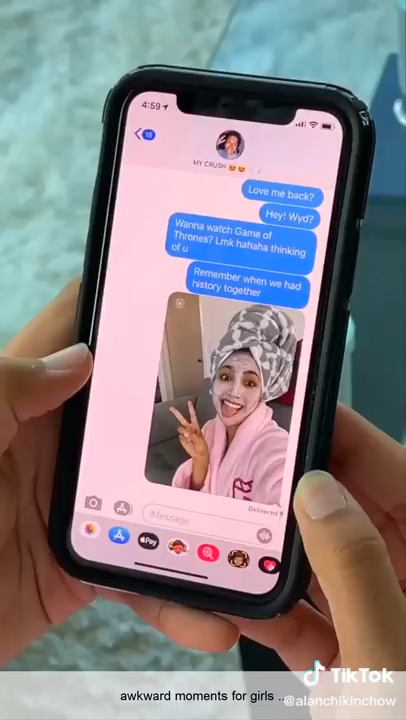 4:59
18
MY CRUSH 😍😍
Love me back?
Hey! Wyd?
Wanna watch Game of
Thrones? Lmk hahaha thinking
of u
Remember when we had
history together
Delivered
iMessage
Pay
TikTok
@alanchikinchow
awkward moments for girls ..